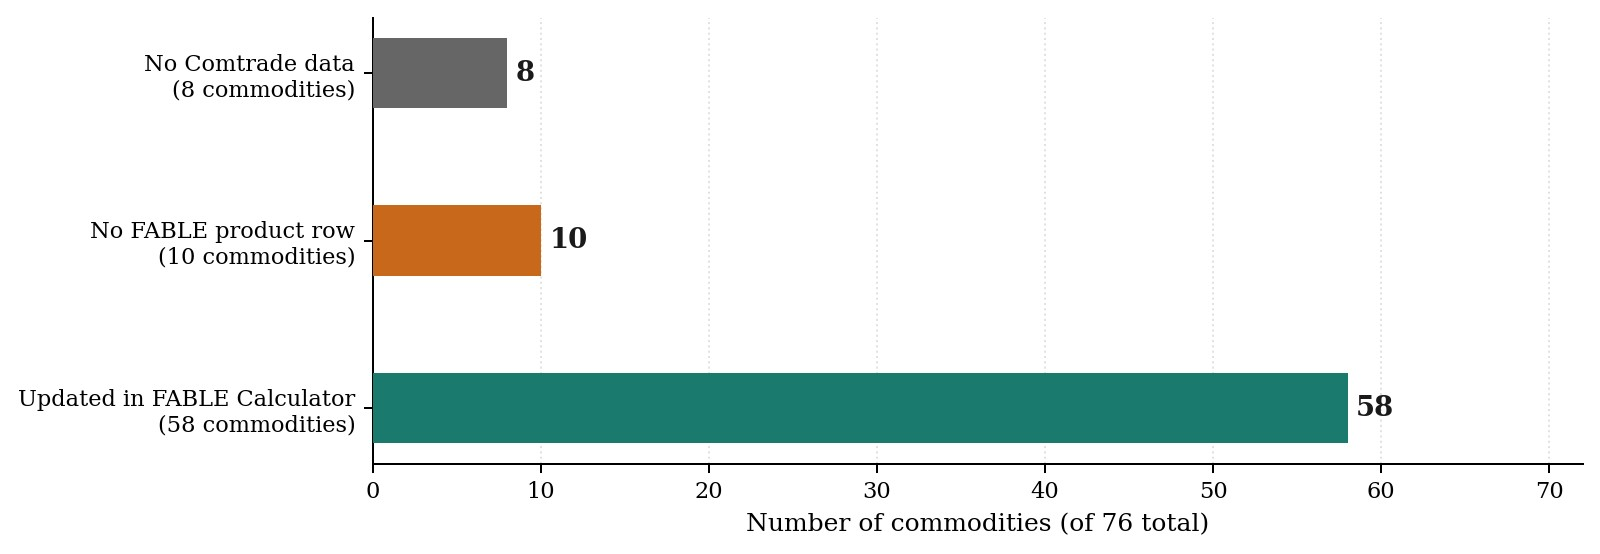 No Comtrade data
(8 commodities)
8
No FABLE product row
(10 commodities)
10
Updated in FABLE Calculator
(58 commodities)
58
0 10 20 30 40 50 60 70
Number of commodities (of 76 total)